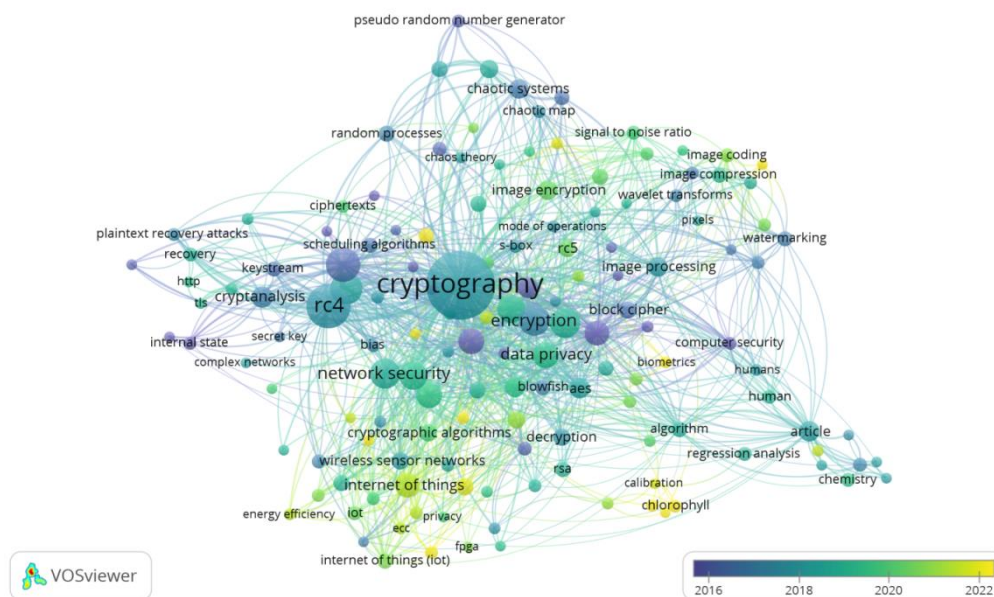 pseudo random number generator
chaotic systems
chaotic map
random processes
signal to noise ratio
chaos theory
image coding
image compression
image encryption
wavelet transforms
ciphertexts
pixels
mode of operations
plaintext recovery attacks
scheduling algorithms
s-box
rc5
watermarking
recovery
keystream
image processing
http
cryptography
tls
cryptanalysis
rc4
block cipher
encryption
internal state
secret key
bias
computer security
data privacy
complex networks
biometrics
network security
humans
blowfish
aes
human
cryptographic algorithms
decryption
algorithm
article
regression analysis
wireless sensor networks
rsa
internet of things
calibration
chemistry
chlorophyll
energy efficiency
iot
privacy
ecc
fpga
internet of things (iot)
VOSviewer
2016 2018 2020 2022